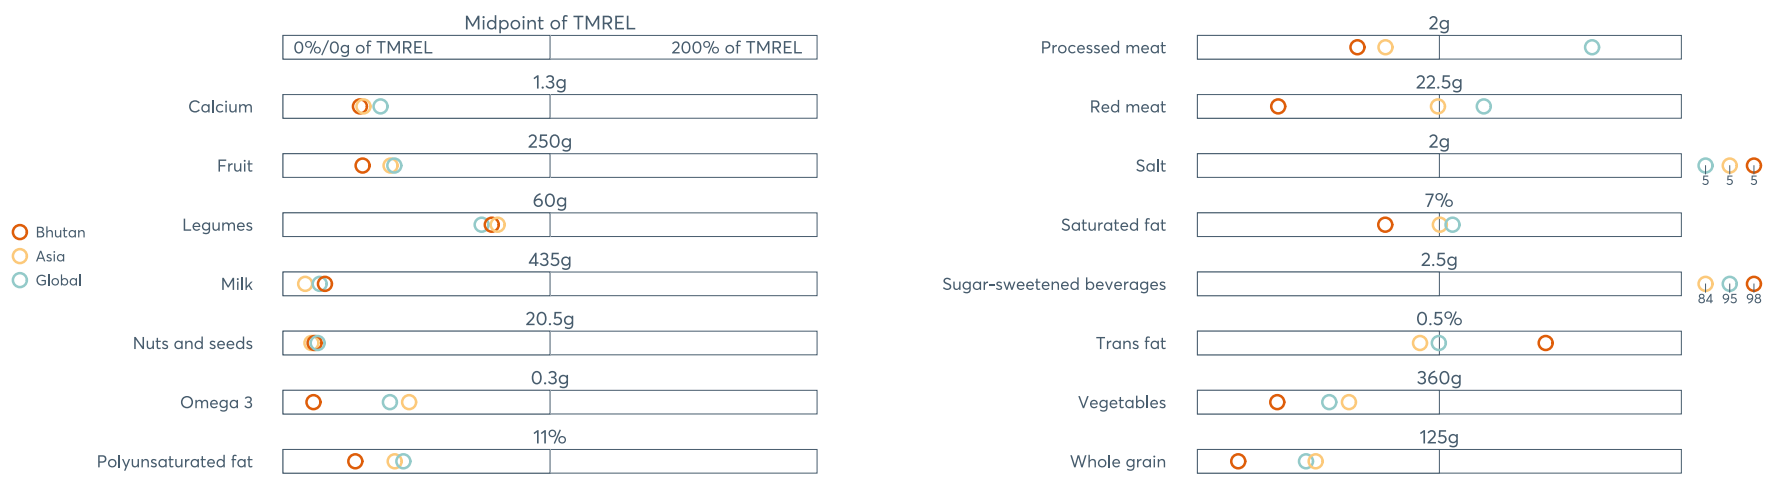 Midpoint of TMREL
0%/0g of TMREL 200% of TMREL
1.3g
Calcium
250g
Fruit
60g
Legumes
435g
Milk
20.5g
Nuts and seeds
0.3g
Omega 3
11%
Polyunsaturated fat
Bhutan
Asia
Global
2g
Processed meat
22.5g
Red meat
2g
Salt
5 5 5
7%
Saturated fat
2.5g
Sugar-sweetened beverages
84 95 98
0.5%
Trans fat
360g
Vegetables
125g
Whole grain